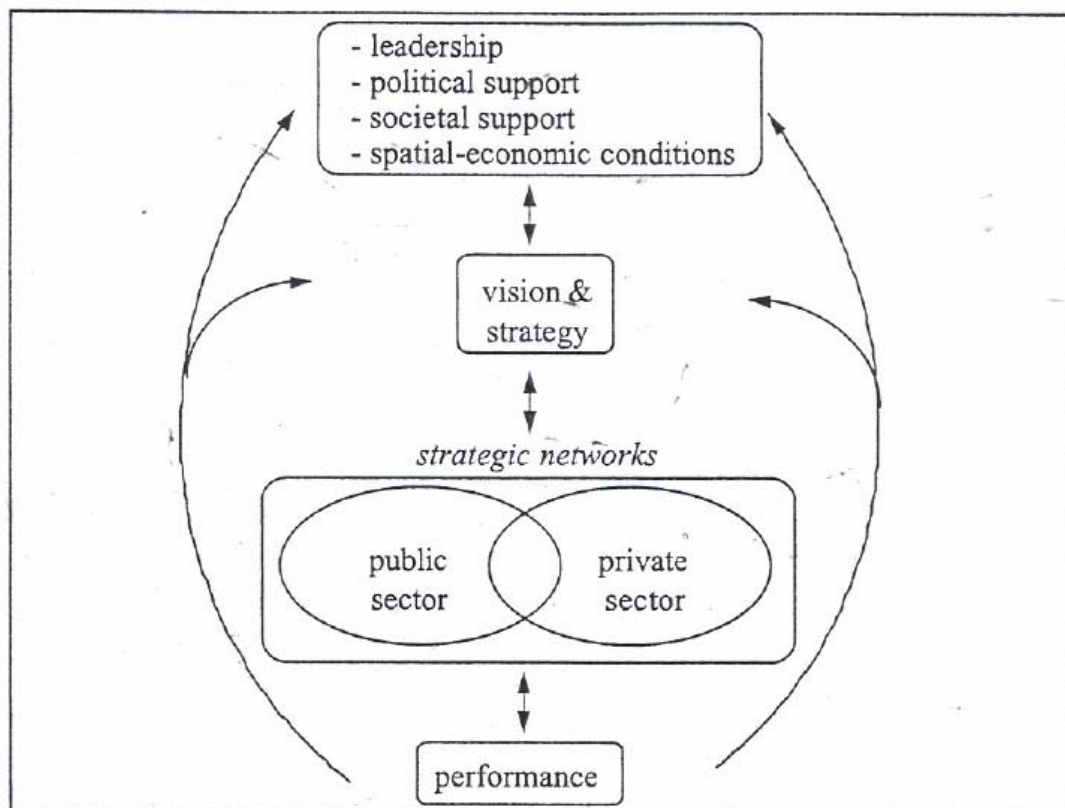 - leadership
- political support
- societal support
- spatial-economic conditions
vision &
strategy
strategic networks
public
sector
private
sector
performance